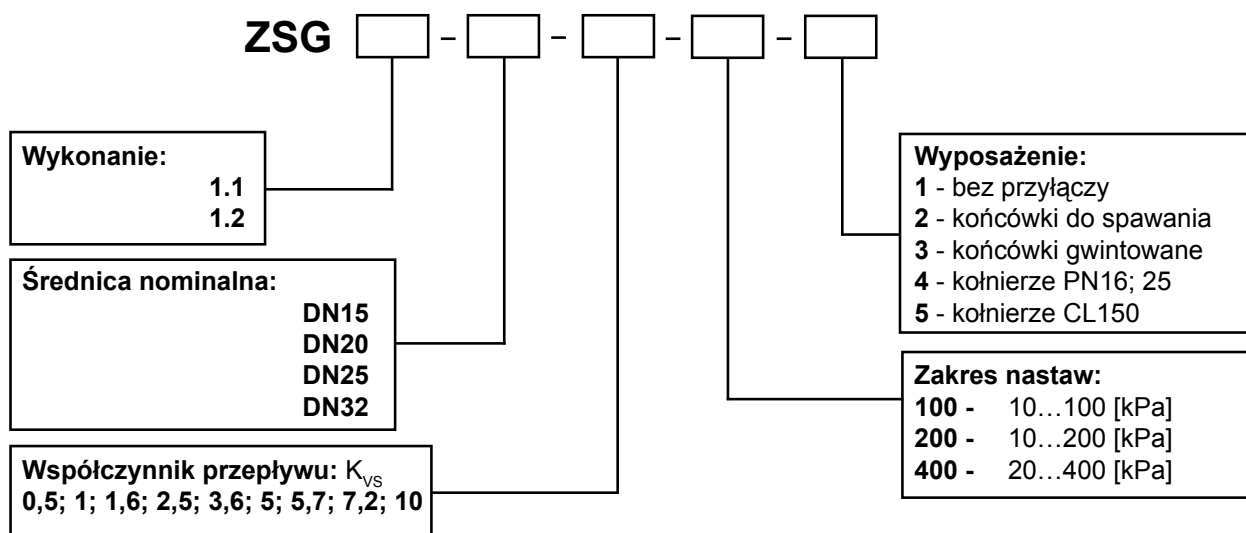 ZSG – – – –
Wykonanie:
1.1
1.2
Średnica nominalna:
DN15
DN20
DN25
DN32
Współczynnik przepływu: KVS
0,5; 1; 1,6; 2,5; 3,6; 5; 5,7; 7,2; 10
Wyposażenie:
1 - bez przyłączy
2 - końcówki do spawania
3 - końcówki gwintowane
4 - kołnierze PN16; 25
5 - kołnierze CL150
Zakres nastaw:
100 - 10…100 [kPa]
200 - 10…200 [kPa]
400 - 20…400 [kPa]